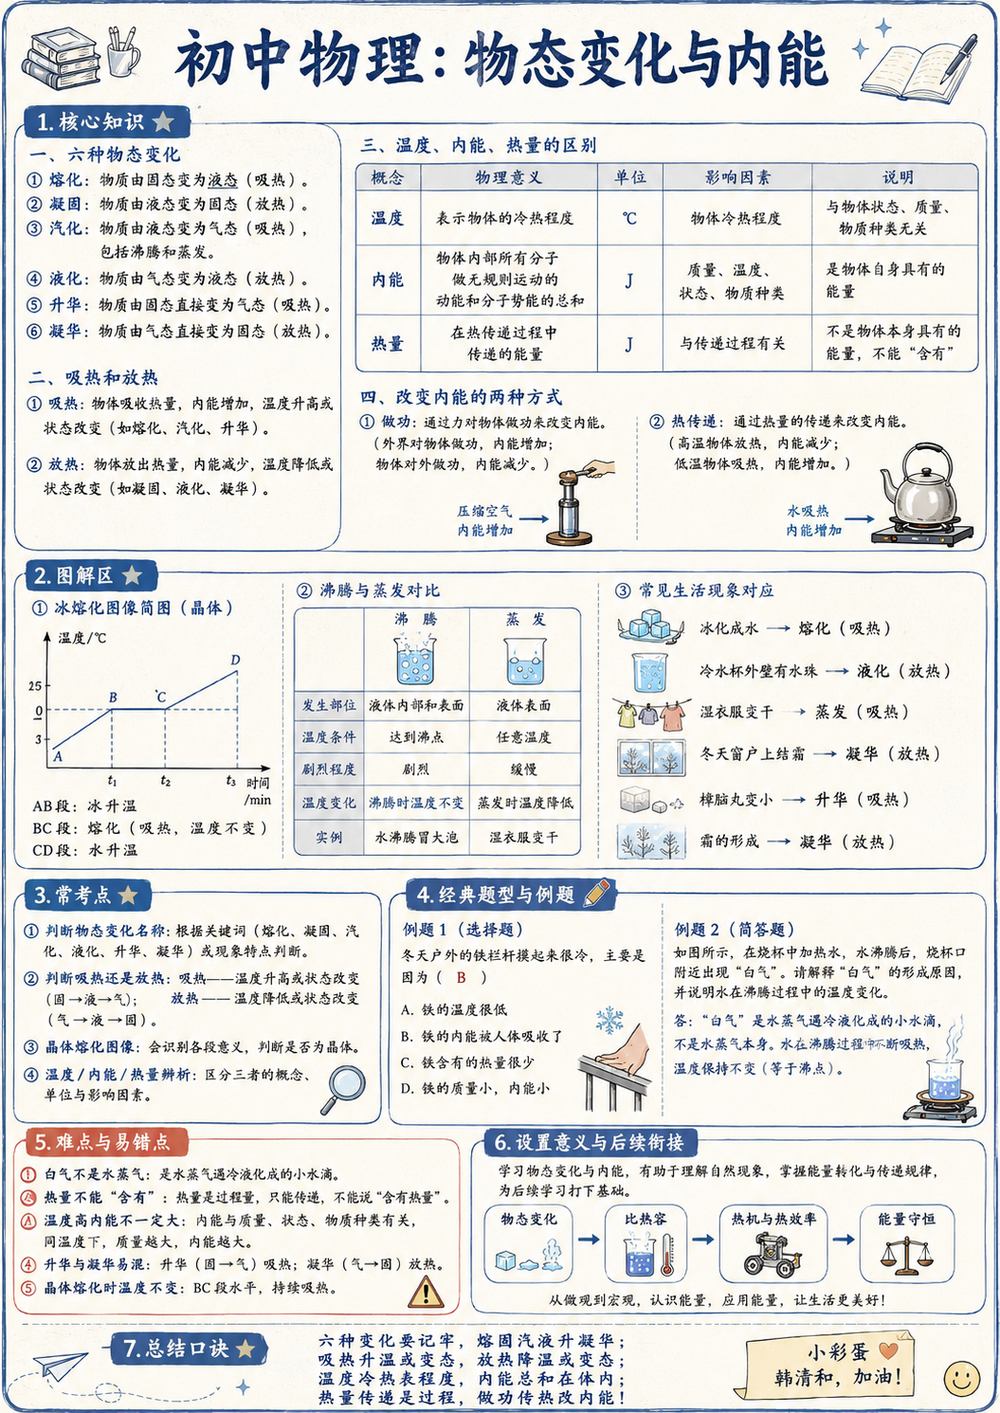 初中物理：物态变化与内能
1.核心知识
一、六种物态变化
① 熔化：物质由固态变为液态（吸热）。
② 凝固：物质由液态变为固态（放热）。
③ 汽化：物质由液态变为气态（吸热），
包括沸腾和蒸发。
④ 液化：物质由气态变为液态（放热）。
⑤ 升华：物质由固态直接变为气态（吸热）。
⑥ 凝华：物质由气态直接变为固态（放热）。
二、吸热和放热
① 吸热：物体吸收热量，内能增加，温度升高或
状态改变（如熔化、汽化、升华）。
② 放热：物体放出热量，内能减少，温度降低或
状态改变（如凝固、液化、凝华）。
三、温度、内能、热量的区别
概念 物理意义 单位 影响因素 说明
温度 表示物体的冷热程度 ℃ 物体冷热程度 与物体状态、质量、
物质种类无关
内能 物体内部所有分子
做无规则运动的
动能和分子势能的总和
J
质量、温度、
状态、物质种类
是物体自身具有的
能量
热量 在热传递过程中
传递的能量
J 与传递过程有关
不是物体本身具有的
能量，不能“含有”
四、改变内能的两种方式
① 做功：通过力对物体做功来改变内能。
（外界对物体做功，内能增加；
物体对外做功，内能减少。）
压缩空气
内能增加
② 热传递：通过热量的传递来改变内能。
（高温物体放热，内能减少；
低温物体吸热，内能增加。）
水吸热
内能增加
2.图解区
① 冰熔化图像简图（晶体）
温度/℃
25
0
3
A
B
C
D
t1 t2 t3 时间
/min
AB段：冰升温
BC段：熔化（吸热，温度不变）
CD段：水升温
② 沸腾与蒸发对比
沸 腾 蒸 发
发生部位 液体内部和表面 液体表面
温度条件 达到沸点 任意温度
剧烈程度 剧烈 缓慢
温度变化 沸腾时温度不变 蒸发时温度降低
实例 水沸腾冒大泡 湿衣服变干
③ 常见生活现象对应
冰化成水 → 熔化（吸热）
冷水杯外壁有水珠 → 液化（放热）
湿衣服变干 → 蒸发（吸热）
冬天窗户上结霜 → 凝华（放热）
樟脑丸变小 → 升华（吸热）
霜的形成 → 凝华（放热）
3.常考点
① 判断物态变化名称：根据关键词（熔化、凝固、汽
化、液化、升华、凝华）或现象特点判断。
② 判断吸热还是放热：吸热——温度升高或状态改变
（固→液→气）； 放热——温度降低或状态改变
（气→液→固）。
③ 晶体熔化图像：会识别各段意义，判断是否为晶体。
④ 温度/内能/热量辨析：区分三者的概念、
单位与影响因素。
4.经典题型与例题
例题1（选择题）
冬天户外的铁栏杆摸起来很冷，主要是
因为（ B ）
A. 铁的温度很低
B. 铁的内能被人体吸收了
C. 铁含有的热量很少
D. 铁的质量小，内能小
例题2（简答题）
如图所示，在烧杯中加热水，水沸腾后，烧杯口
附近出现“白气”。请解释“白气”的形成原因，
并说明水在沸腾过程中的温度变化。
答：“白气”是水蒸气遇冷液化成的小水滴，
不是水蒸气本身。水在沸腾过程中不断吸热，
温度保持不变（等于沸点）。
5.难点与易错点
白气不是水蒸气：是水蒸气遇冷液化成的小水滴。
热量不能“含有”：热量是过程量，只能传递，不能说“含有热量”。
温度高内能不一定大：内能与质量、状态、物质种类有关，
同温度下，质量越大，内能越大。
④ 升华与凝华易混：升华（固→气）吸热；凝华（气→固）放热。
⑤ 晶体熔化时温度不变：BC段水平，持续吸热。
6.设置意义与后续衔接
学习物态变化与内能，有助于理解自然现象，掌握能量转化与传递规律，
为后续学习打下基础。
物态变化 → 比热容 → 热机与热效率 → 能量守恒
从做观到宏观，认识能量，应用能量，让生活更美好！
7.总结口诀
六种变化要记牢，熔固汽液升凝华；
吸热升温或变态，放热降温或变态；
温度冷热表程度，内能总和在体内；
热量传递是过程，做功传热改内能！
小彩蛋
韩清和，加油！